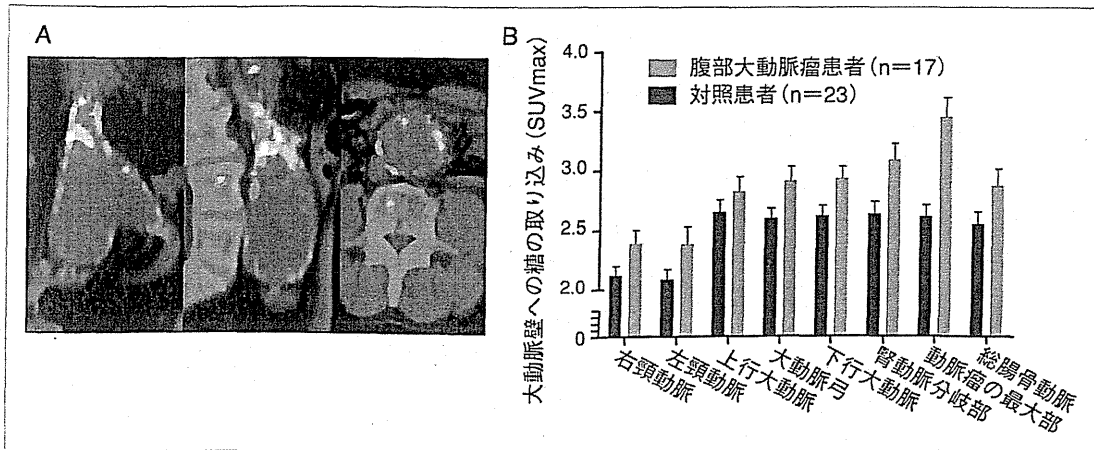 A
B
大動脈壁への糖の取り込み(SUVmax)
4.0
3.5
3.0
2.5
2.0
0
腹部大動脈瘤患者(n=17)
対照患者(n=23)
右頸動脈
左頸動脈
上行大動脈
大動脈弓
下行大動脈
腎動脈分岐部
動脈瘤の最大部
総腸骨動脈